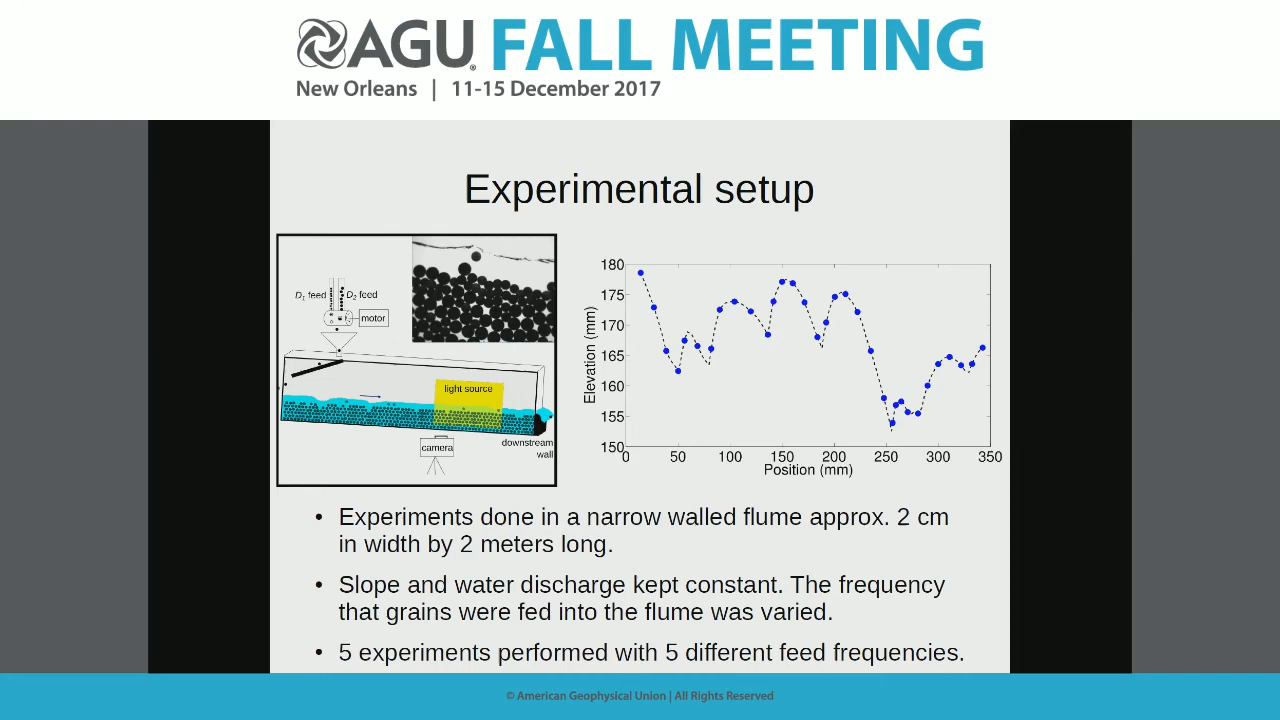 AGU FALL MEETING
New Orleans | 11-15 December 2017
Experimental setup
D1 feed
D2 feed
motor
light source
camera
downstream
wall
180
175
170
165
160
155
150
Elevation (mm)
0 50 100 150 200 250 300 350
Position (mm)
• Experiments done in a narrow walled flume approx. 2 cm
in width by 2 meters long.
• Slope and water discharge kept constant. The frequency
that grains were fed into the flume was varied.
• 5 experiments performed with 5 different feed frequencies.
© American Geophysical Union | All Rights Reserved